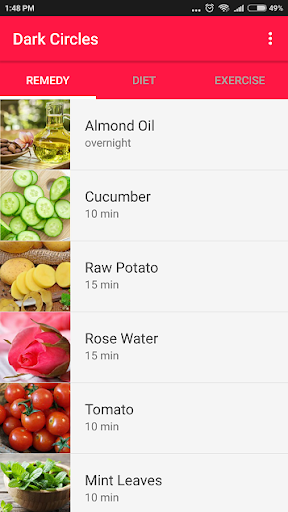 1:48 PM
49%
Dark Circles
REMEDY
DIET
EXERCISE
Almond Oil
overnight
Cucumber
10 min
Raw Potato
15 min
Rose Water
15 min
Tomato
10 min
Mint Leaves
10 min